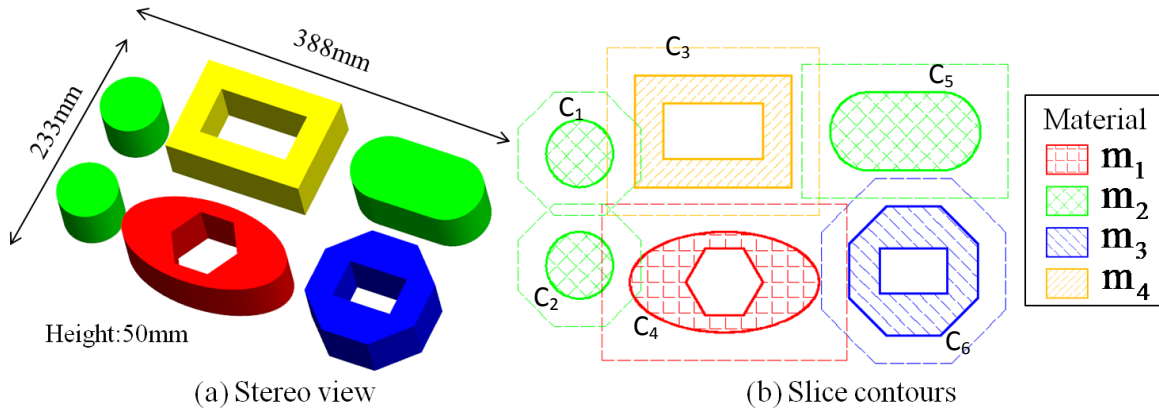 388mm
233mm
Height:50mm
(a) Stereo view
C1
C2
C3
C4
C5
C6
(b) Slice contours
Material
m1
m2
m3
m4